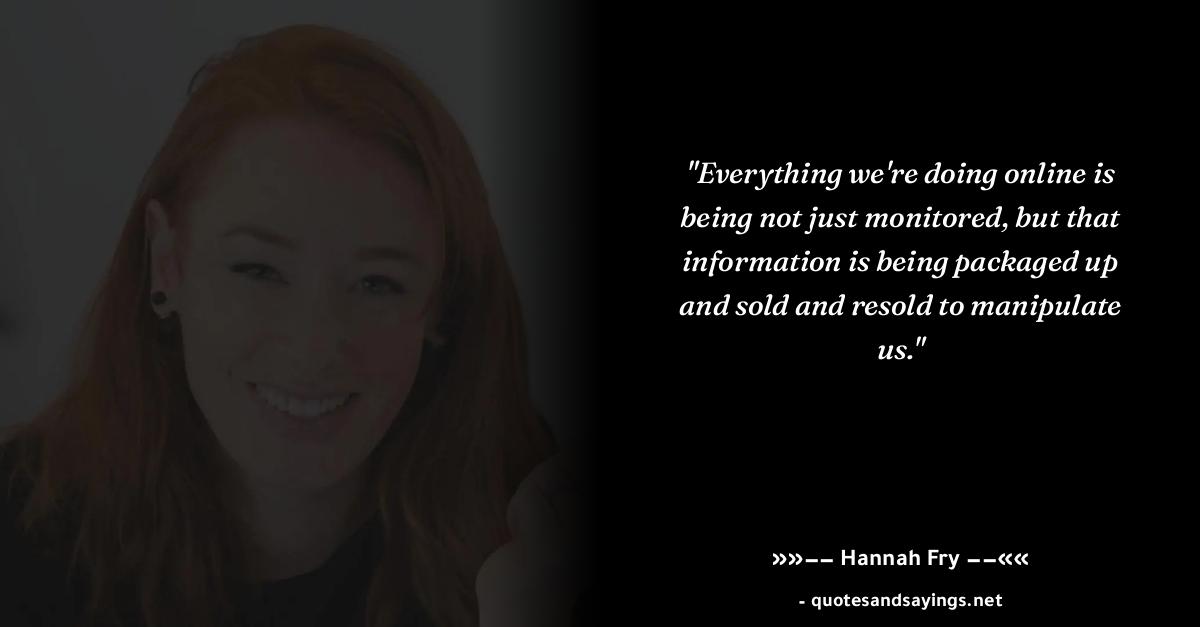 "Everything we're doing online is
being not just monitored, but that
information is being packaged up
and sold and resold to manipulate
us."
»»−− Hannah Fry −−««
- quotesandsayings.net